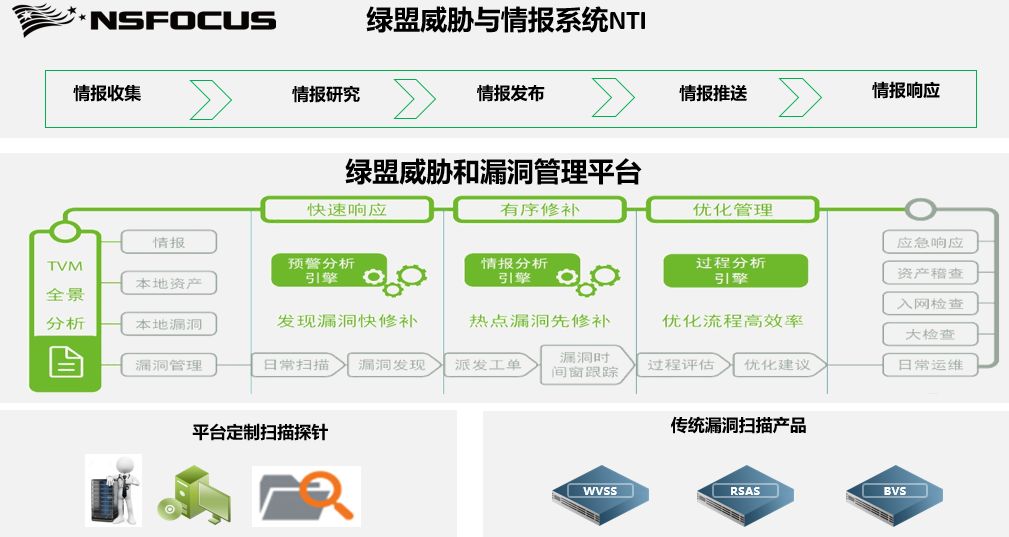 NSFOCUS
绿盟威胁与情报系统NTI
情报收集
情报研究
情报发布
情报推送
情报响应
绿盟威胁和漏洞管理平台
快速响应
有序修补
优化管理
TVM
全景
分析
情报
本地资产
本地漏洞
漏洞管理
预警分析
引擎
情报分析
引擎
过程分析
引擎
发现漏洞快修补
热点漏洞先修补
优化流程高效率
日常扫描
漏洞发现
派发工单
漏洞时
间窗跟踪
过程评估
优化建议
应急响应
资产稽查
入网检查
大检查
日常运维
平台定制扫描探针
传统漏洞扫描产品
WVSS
RSAS
BVS